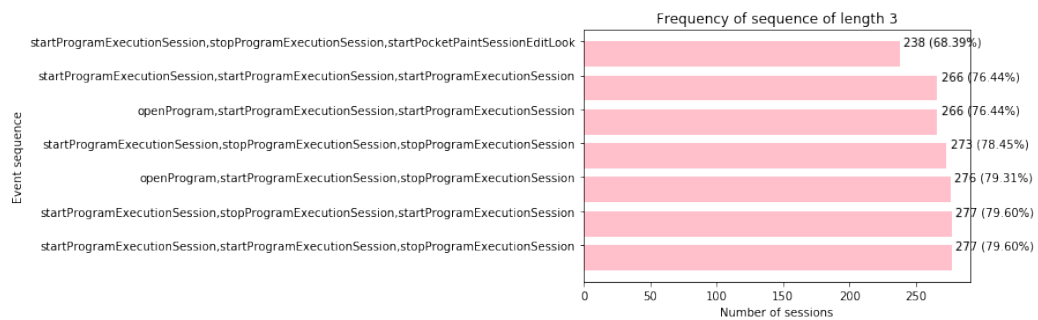 Frequency of sequence of length 3
startProgramExecutionSession,stopProgramExecutionSession,startPocketPaintSessionEditLook
238 (68.39%)
startProgramExecutionSession,startProgramExecutionSession,startProgramExecutionSession
266 (76.44%)
openProgram,startProgramExecutionSession,startProgramExecutionSession
266 (76.44%)
startProgramExecutionSession,stopProgramExecutionSession,stopProgramExecutionSession
273 (78.45%)
openProgram,startProgramExecutionSession,stopProgramExecutionSession
276 (79.31%)
startProgramExecutionSession,stopProgramExecutionSession,startProgramExecutionSession
277 (79.60%)
startProgramExecutionSession,startProgramExecutionSession,stopProgramExecutionSession
277 (79.60%)
Event sequence
0 50 100 150 200 250
Number of sessions